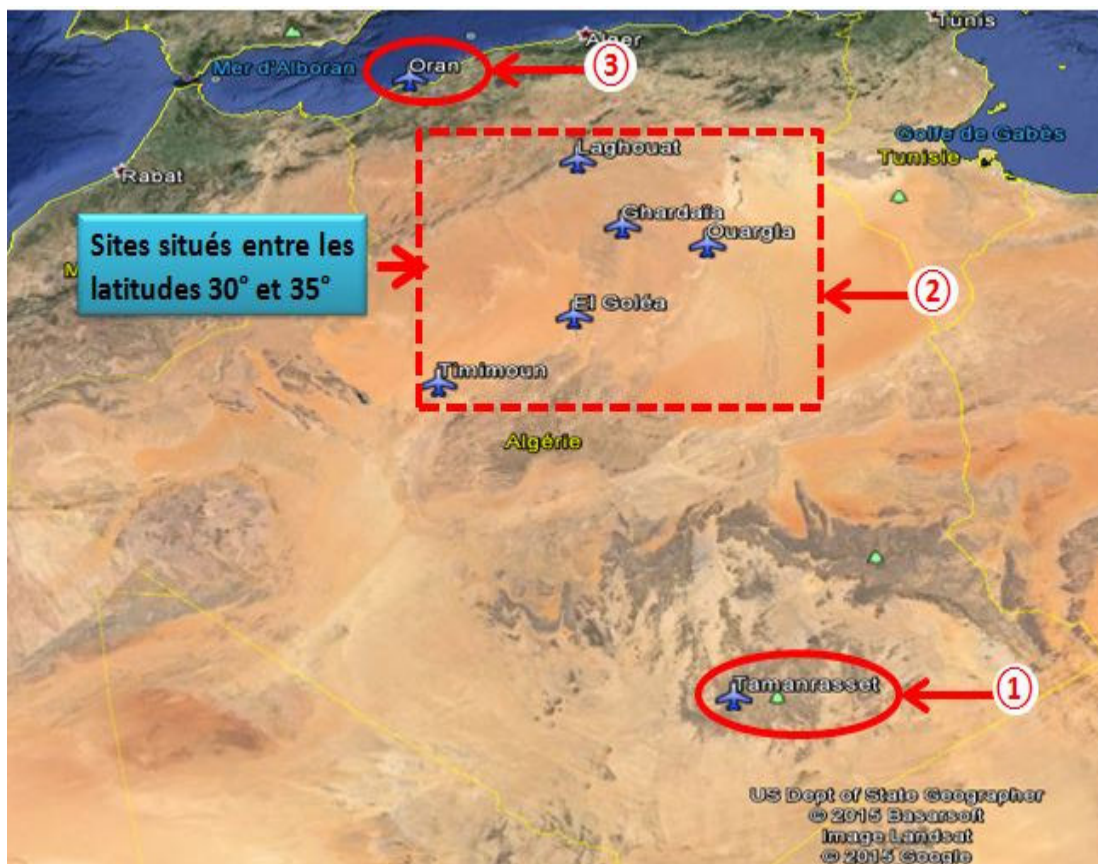 Tunis
Alger
Oran
Mer d'Alboran
③
Golfe de Gabès
Laghouat
Tunisie
Rabat
Ghardaïa
Ouargla
Sites situés entre les
latitudes 30° et 35°
M
②
El Goléa
Timimoun
Algérie
Tamanrasset
①
US Dept of State Geographer
© 2015 Basarsoft
Image Landsat
© 2015 Google